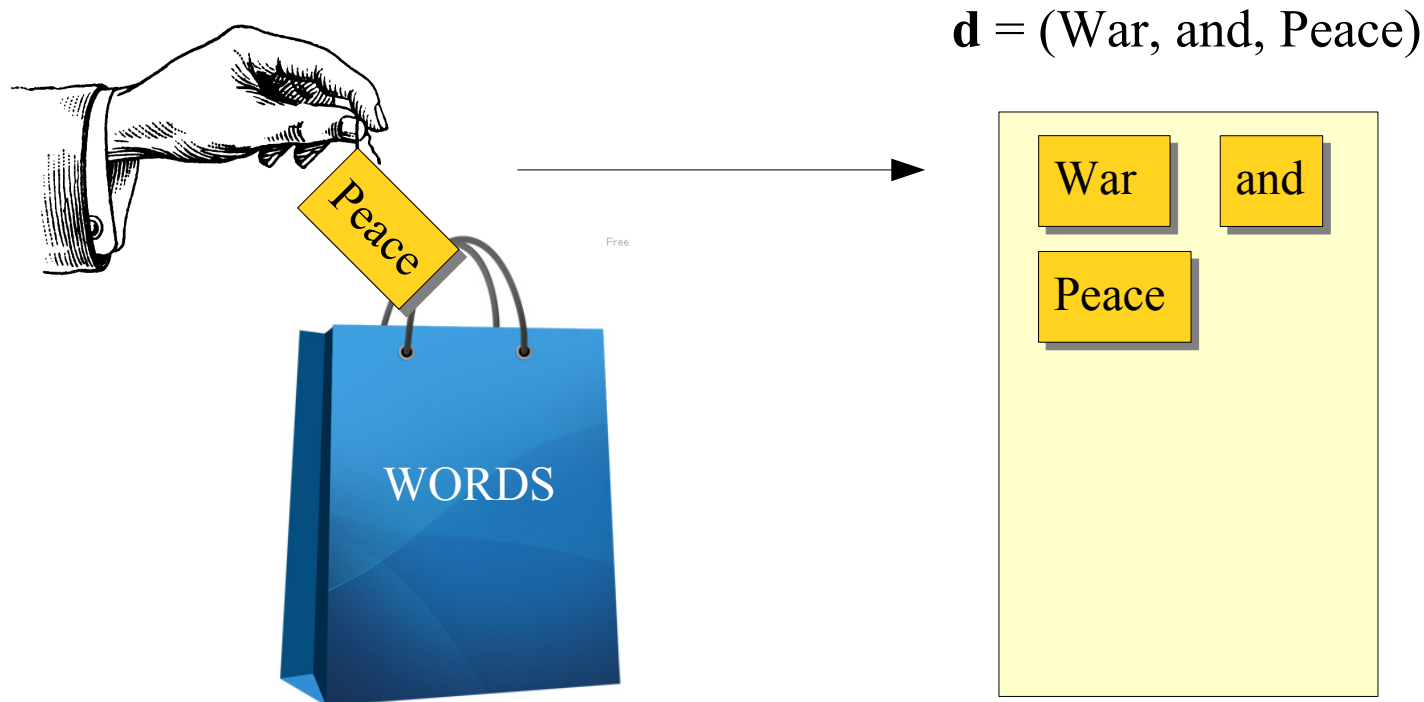 d = (War, and, Peace)
Peace
War and
Free
Peace
WORDS